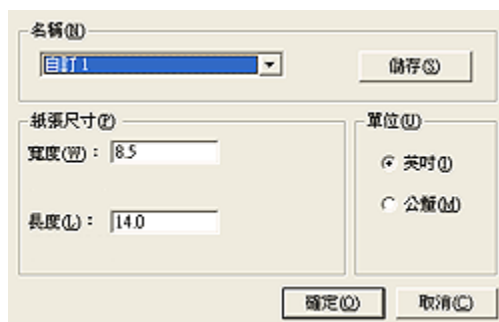 名稱(N)
自訂 1
儲存(S)
紙張尺寸(P)
寬度(W)：8.5
長度(L)：14.0
單位(U)
英吋(I)
公釐(M)
確定(O)
取消(C)